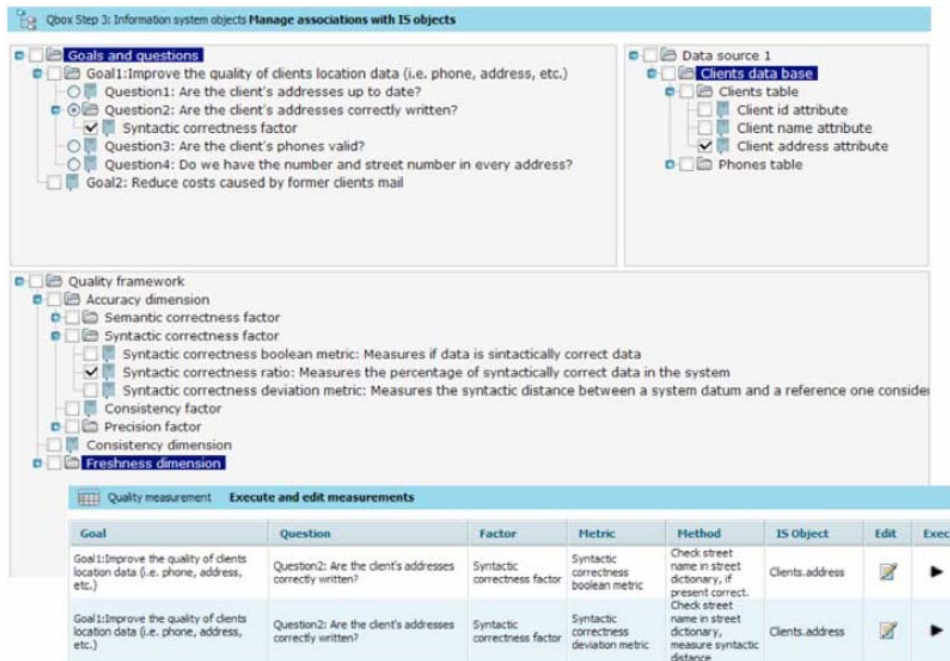 Qbox Step 3: Information system objects Manage associations with IS objects
Goals and questions
Goal1:Improve the quality of clients location data (i.e. phone, address, etc.)
Question1: Are the client's addresses up to date?
Question2: Are the client's addresses correctly written?
Syntactic correctness factor
Question3: Are the client's phones valid?
Question4: Do we have the number and street number in every address?
Goal2: Reduce costs caused by former clients mail
Data source 1
Clients data base
Clients table
Client id attribute
Client name attribute
Client address attribute
Phones table
Quality framework
Accuracy dimension
Semantic correctness factor
Syntactic correctness factor
Syntactic correctness boolean metric: Measures if data is sintactically correct data
Syntactic correctness ratio: Measures the percentage of syntactically correct data in the system
Syntactic correctness deviation metric: Measures the syntactic distance between a system datum and a reference one consider
Consistency factor
Precision factor
Consistency dimension
Freshness dimension
Quality measurement Execute and edit measurements
Goal Question Factor Metric Method IS Object Edit Exec
Goal1:Improve the quality of clients
location data (i.e. phone, address,
etc.)
Question2: Are the client's addresses
correctly written?
Syntactic
correctness factor
Syntactic
correctness
boolean metric
Check street
name in street
dictionary, if
present correct.
Clients.address
Goal1:Improve the quality of clients
location data (i.e. phone, address,
etc.)
Question2: Are the client's addresses
correctly written?
Syntactic
correctness factor
Syntactic
correctness
deviation metric
Check street
name in street
dictionary,
measure syntactic
distance
Clients.address